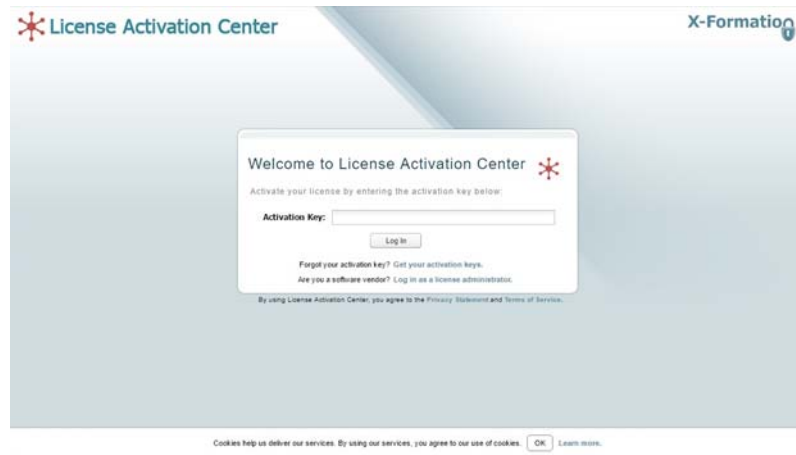 License Activation Center
X-Formation
Welcome to License Activation Center
Activate your license by entering the activation key below:
Activation Key:
Log In
Forgot your activation key? Get your activation keys.
Are you a software vendor? Log in as a license administrator.
By using License Activation Center, you agree to the Privacy Statement and Terms of Service.
Cookies help us deliver our services. By using our services, you agree to our use of cookies. OK Learn more.